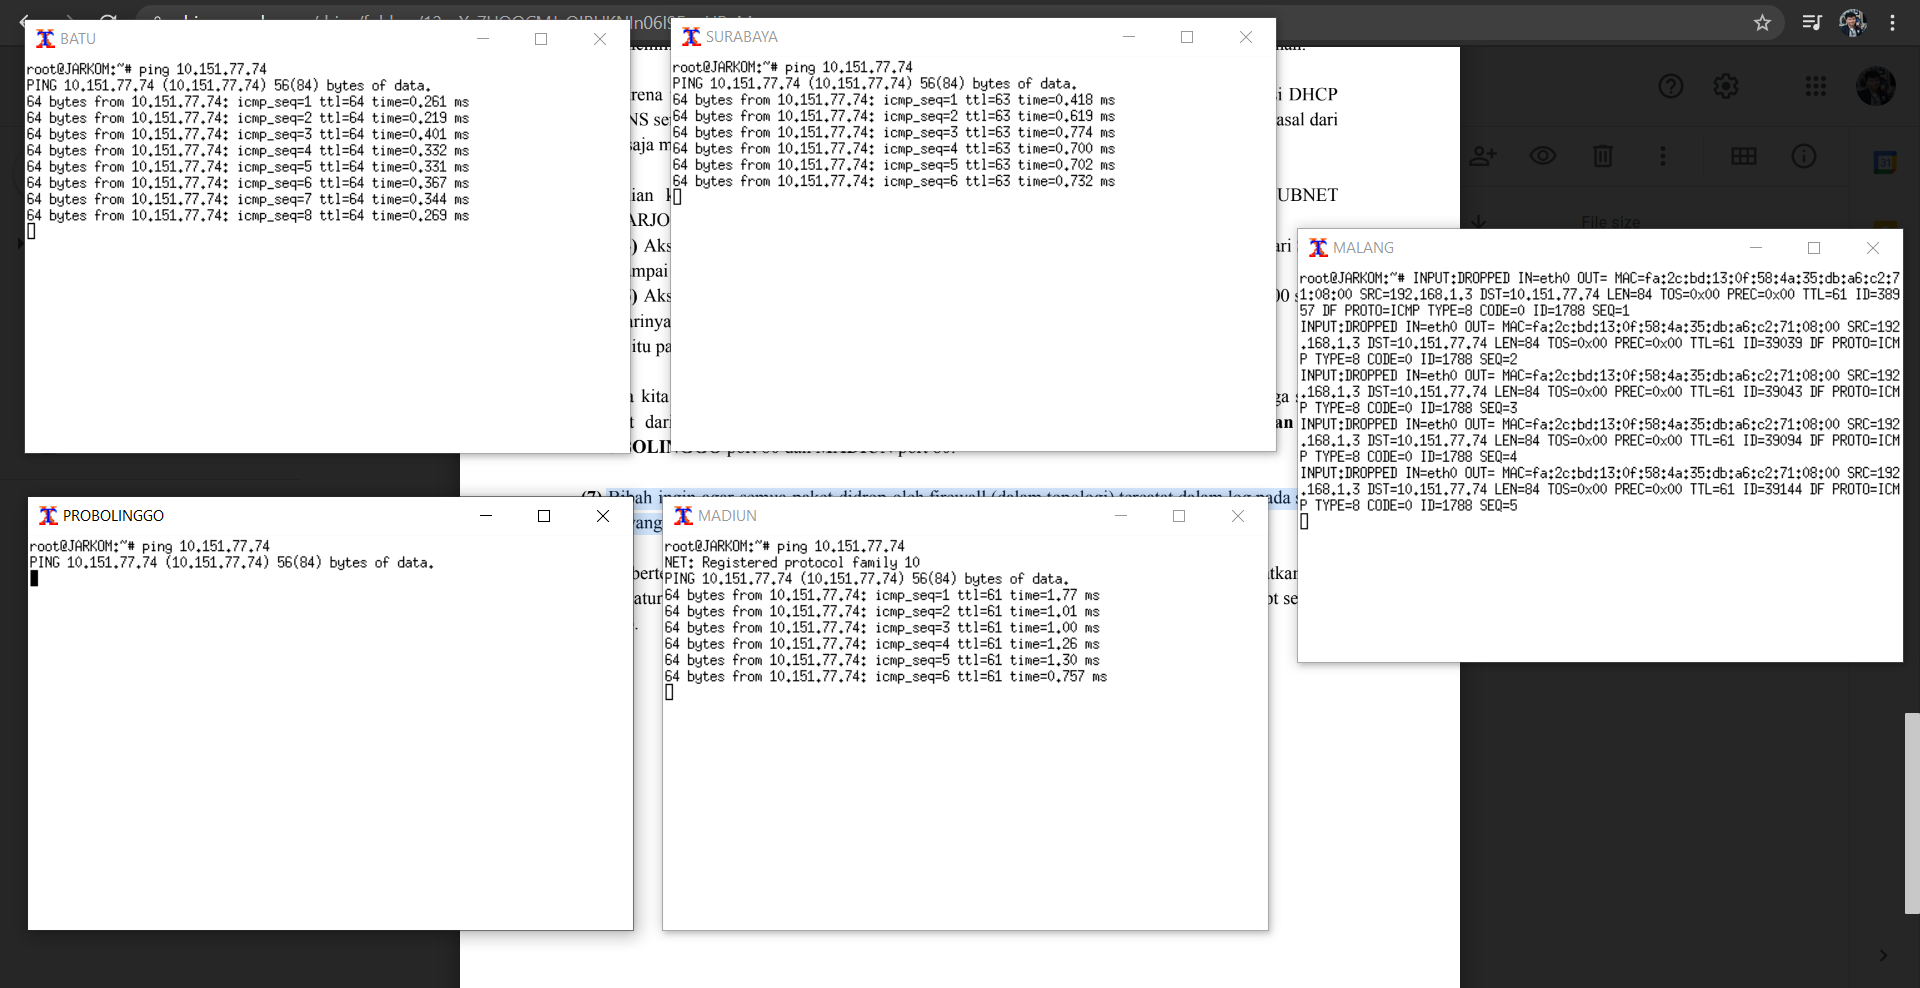 BATU
root@JARKOM:~# ping 10.151.77.74
PING 10.151.77.74 (10.151.77.74) 56(84) bytes of data.
64 bytes from 10.151.77.74: icmp_seq=1 ttl=64 time=0.261 ms
64 bytes from 10.151.77.74: icmp_seq=2 ttl=64 time=0.219 ms
64 bytes from 10.151.77.74: icmp_seq=3 ttl=64 time=0.401 ms
64 bytes from 10.151.77.74: icmp_seq=4 ttl=64 time=0.332 ms
64 bytes from 10.151.77.74: icmp_seq=5 ttl=64 time=0.331 ms
64 bytes from 10.151.77.74: icmp_seq=6 ttl=64 time=0.367 ms
64 bytes from 10.151.77.74: icmp_seq=7 ttl=64 time=0.344 ms
64 bytes from 10.151.77.74: icmp_seq=8 ttl=64 time=0.269 ms
SURABAYA
root@JARKOM:~# ping 10.151.77.74
PING 10.151.77.74 (10.151.77.74) 56(84) bytes of data.
64 bytes from 10.151.77.74: icmp_seq=1 ttl=63 time=0.418 ms
64 bytes from 10.151.77.74: icmp_seq=2 ttl=63 time=0.619 ms
64 bytes from 10.151.77.74: icmp_seq=3 ttl=63 time=0.774 ms
64 bytes from 10.151.77.74: icmp_seq=4 ttl=63 time=0.700 ms
64 bytes from 10.151.77.74: icmp_seq=5 ttl=63 time=0.702 ms
64 bytes from 10.151.77.74: icmp_seq=6 ttl=63 time=0.732 ms
DHCP
asal dari
UBNET
File size
MALANG
root@JARKOM:~# INPUT:DROPPED IN=eth0 OUT= MAC=fa:2c:bd:13:0f:58:4a:35:db:a6:c2:7
1:08:00 SRC=192.168.1.3 DST=10.151.77.74 LEN=84 TOS=0x00 PREC=0x00 TTL=61 ID=389
57 DF PROTO=ICMP TYPE=8 CODE=0 ID=1788 SEQ=1
INPUT:DROPPED IN=eth0 OUT= MAC=fa:2c:bd:13:0f:58:4a:35:db:a6:c2:71:08:00 SRC=192
.168.1.3 DST=10.151.77.74 LEN=84 TOS=0x00 PREC=0x00 TTL=61 ID=39039 DF PROTO=ICM
P TYPE=8 CODE=0 ID=1788 SEQ=2
INPUT:DROPPED IN=eth0 OUT= MAC=fa:2c:bd:13:0f:58:4a:35:db:a6:c2:71:08:00 SRC=192
.168.1.3 DST=10.151.77.74 LEN=84 TOS=0x00 PREC=0x00 TTL=61 ID=39043 DF PROTO=ICM
P TYPE=8 CODE=0 ID=1788 SEQ=3
INPUT:DROPPED IN=eth0 OUT= MAC=fa:2c:bd:13:0f:58:4a:35:db:a6:c2:71:08:00 SRC=192
.168.1.3 DST=10.151.77.74 LEN=84 TOS=0x00 PREC=0x00 TTL=61 ID=39094 DF PROTO=ICM
P TYPE=8 CODE=0 ID=1788 SEQ=4
INPUT:DROPPED IN=eth0 OUT= MAC=fa:2c:bd:13:0f:58:4a:35:db:a6:c2:71:08:00 SRC=192
.168.1.3 DST=10.151.77.74 LEN=84 TOS=0x00 PREC=0x00 TTL=61 ID=39144 DF PROTO=ICM
P TYPE=8 CODE=0 ID=1788 SEQ=5
(7) Bibah ingin agar semua paket didrop oleh firewall (dalam topologi) tercatat dalam log pada
PROBOLINGGO
root@JARKOM:~# ping 10.151.77.74
PING 10.151.77.74 (10.151.77.74) 56(84) bytes of data.
MADIUN
root@JARKOM:~# ping 10.151.77.74
NET: Registered protocol family 10
PING 10.151.77.74 (10.151.77.74) 56(84) bytes of data.
64 bytes from 10.151.77.74: icmp_seq=1 ttl=61 time=1.77 ms
64 bytes from 10.151.77.74: icmp_seq=2 ttl=61 time=1.01 ms
64 bytes from 10.151.77.74: icmp_seq=3 ttl=61 time=1.00 ms
64 bytes from 10.151.77.74: icmp_seq=4 ttl=61 time=1.26 ms
64 bytes from 10.151.77.74: icmp_seq=5 ttl=61 time=1.30 ms
64 bytes from 10.151.77.74: icmp_seq=6 ttl=61 time=0.757 ms